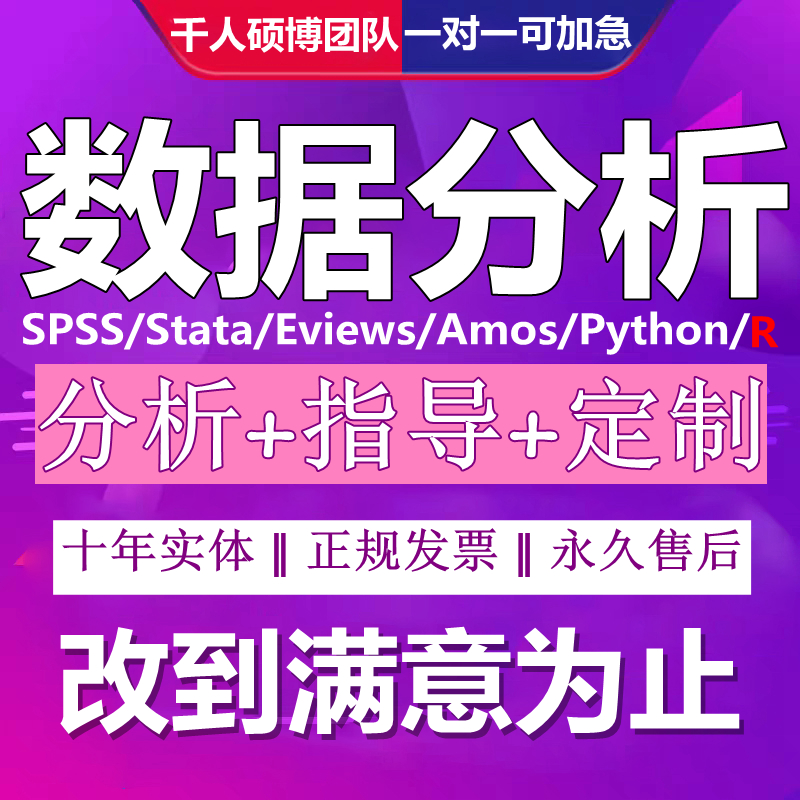 千人硕博团队 一对一可加急
数据分析
SPSS/Stata/Eviews/Amos/Python/R
分析+指导+定制
十年实体 ‖ 正规发票 ‖ 永久售后
改到满意为止